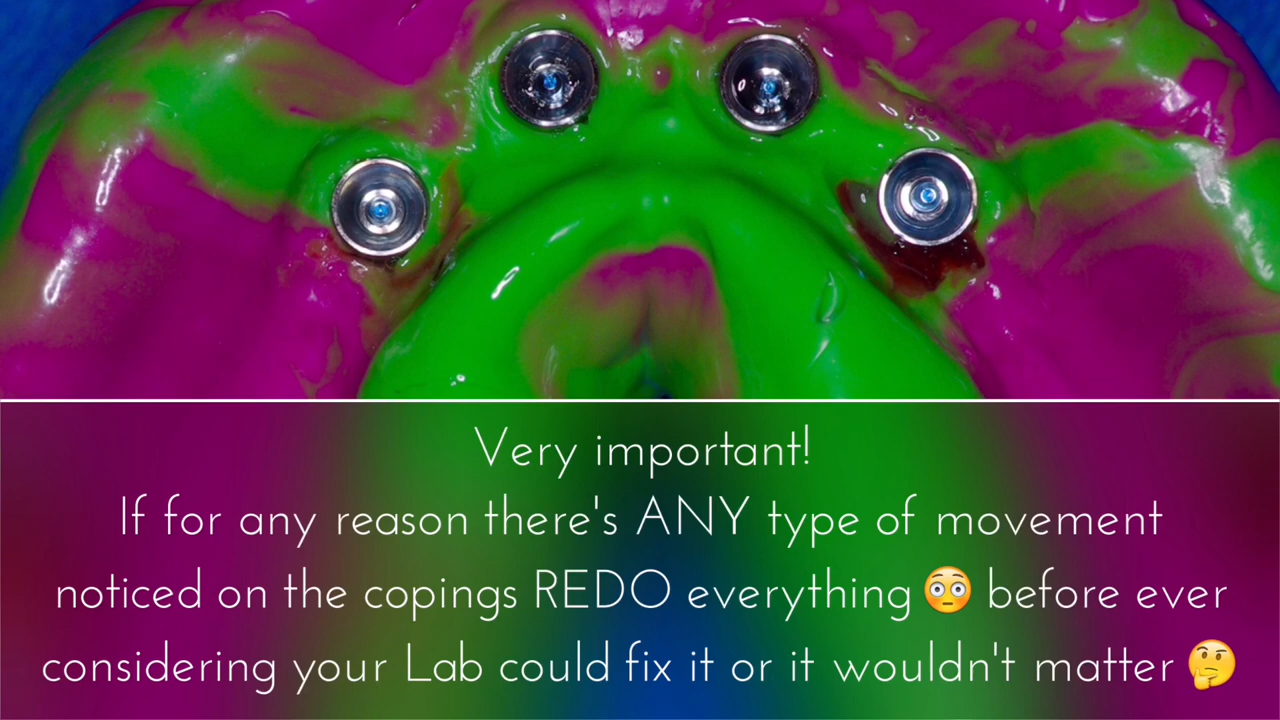 Very important!
If for any reason there's ANY type of movement
noticed on the copings REDO everything 😳 before ever
considering your Lab could fix it or it wouldn't matter 🤔